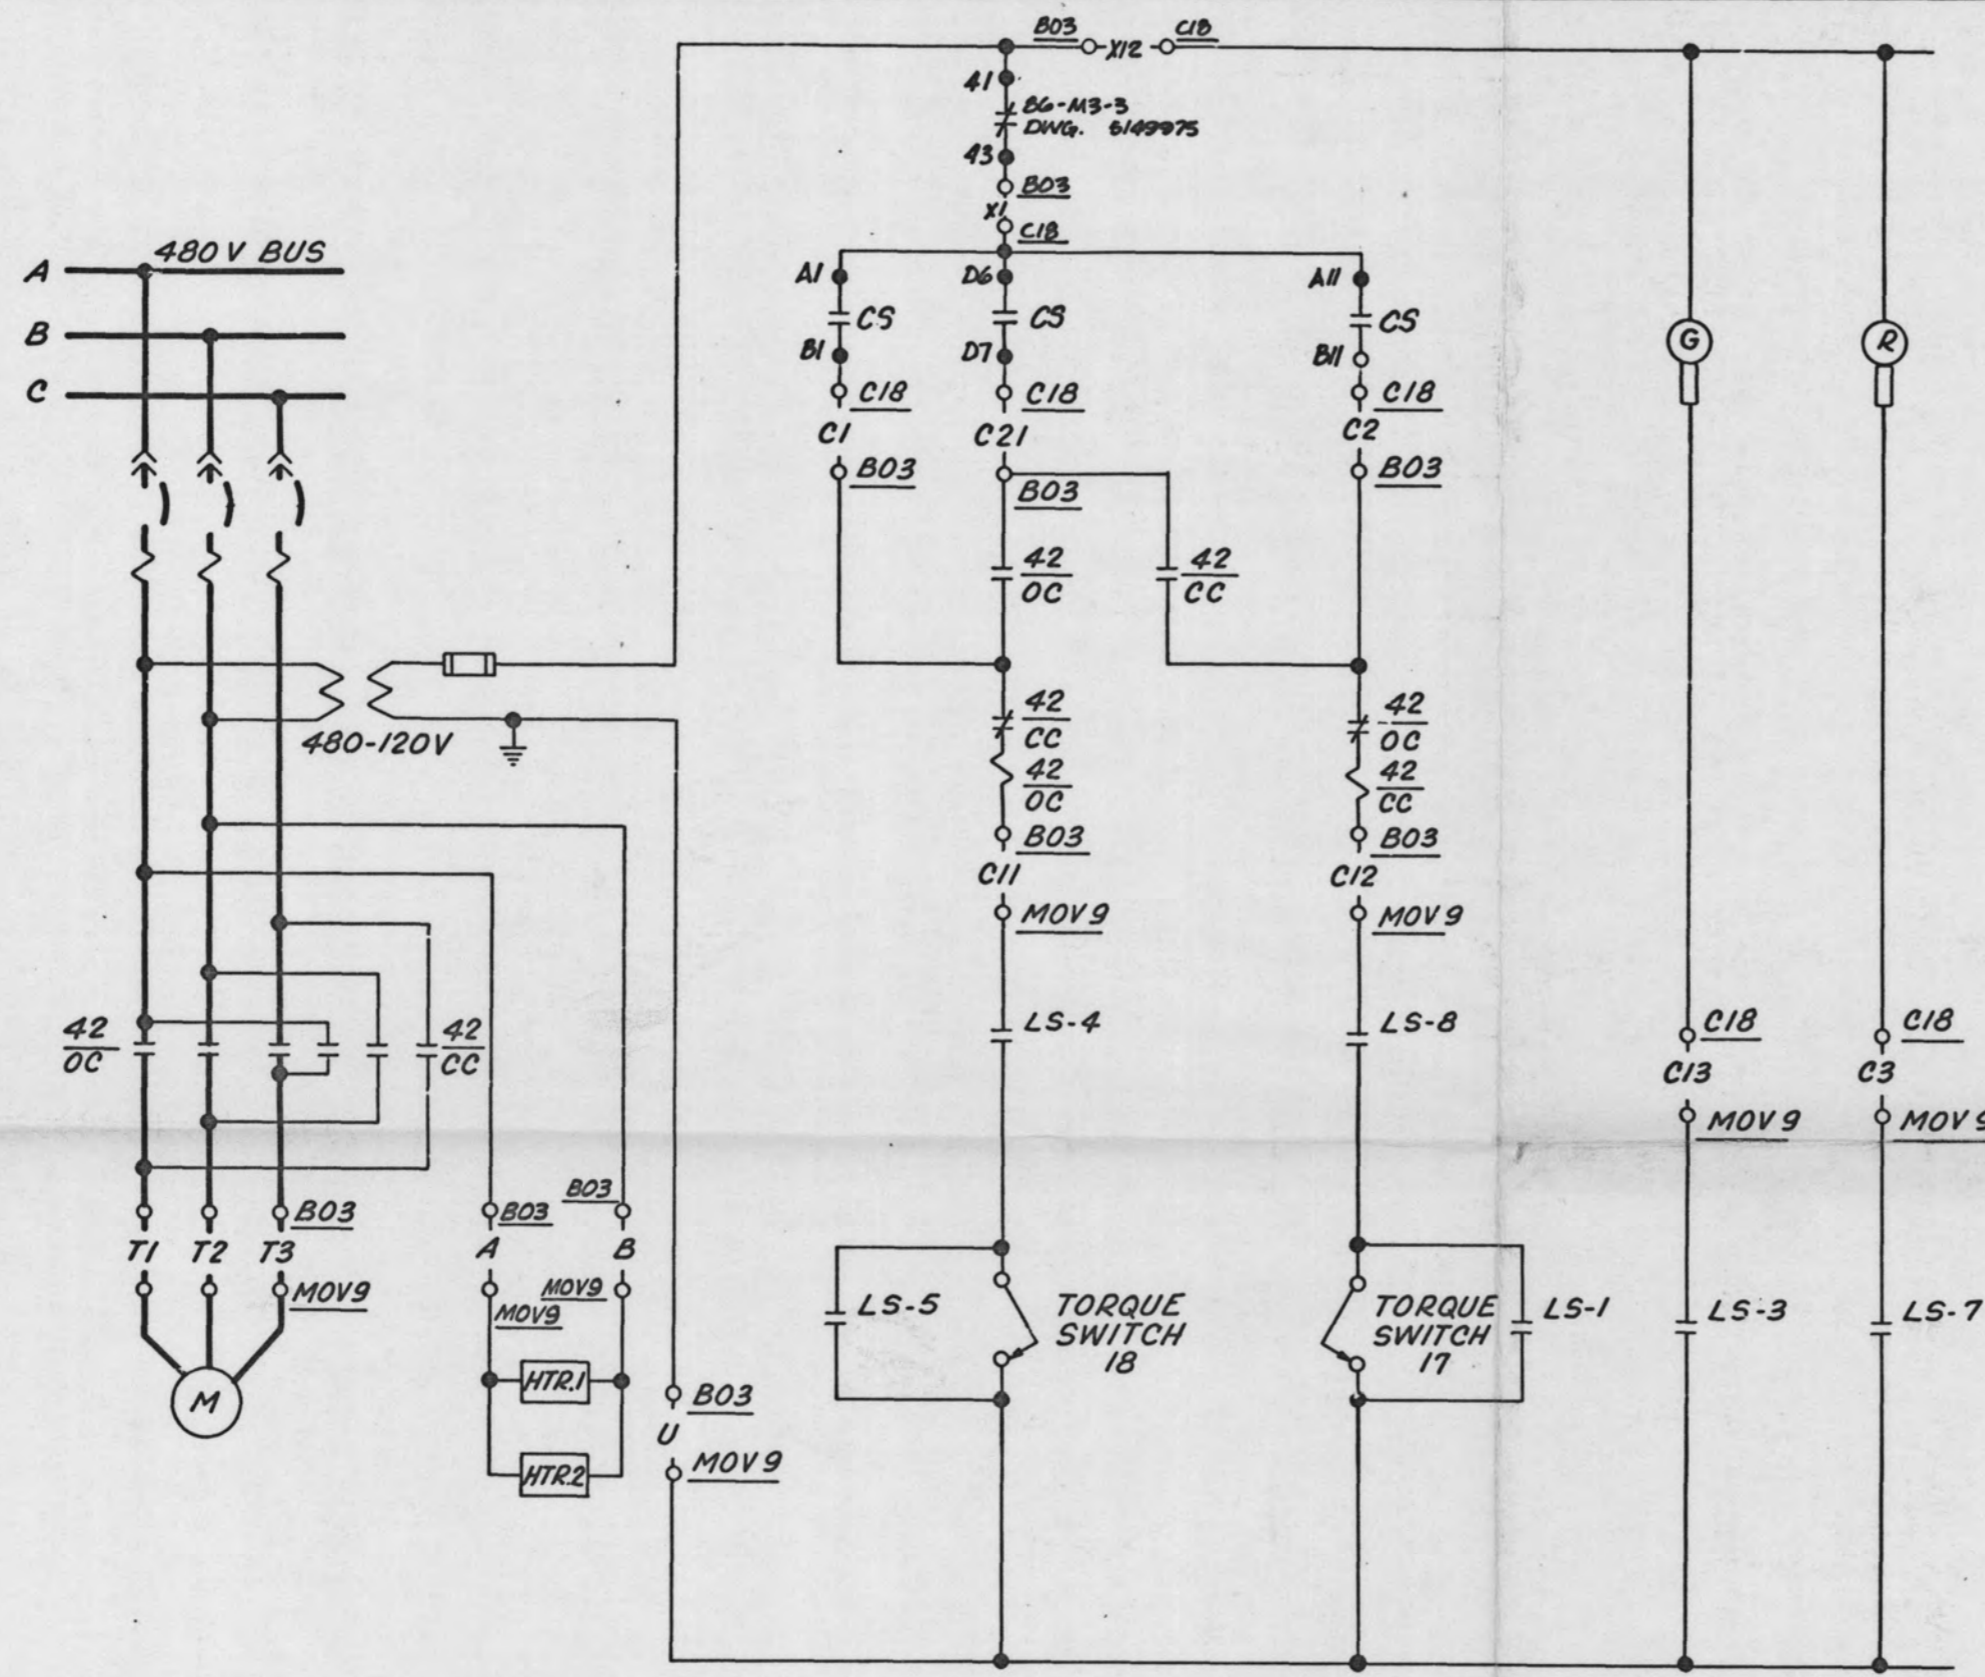 B03 X12 C18
41
86-M3-3
DWG. 5149975
43
B03
X1
C18
A 480V BUS
B
C
A1 D6 A11
CS CS CS
B1 D7 B11
C18 C18 C18
C1 C21 C2
B03 B03 B03
42
OC
42
CC
480-120V
42
CC
42
OC
42
OC
42
CC
B03 B03
C11 C12
MOV9 MOV9
42
OC
42
CC
LS-4 LS-8
C18 C18
C13 C3
MOV9 MOV9
B03 B03 B03
T1 T2 T3 A B
MOV9 MOV9 MOV9
LS-5
TORQUE
SWITCH
18
TORQUE
SWITCH
17
LS-1
LS-3
LS-7
G R
M
HTR.1
HTR.2
B03
U
MOV9